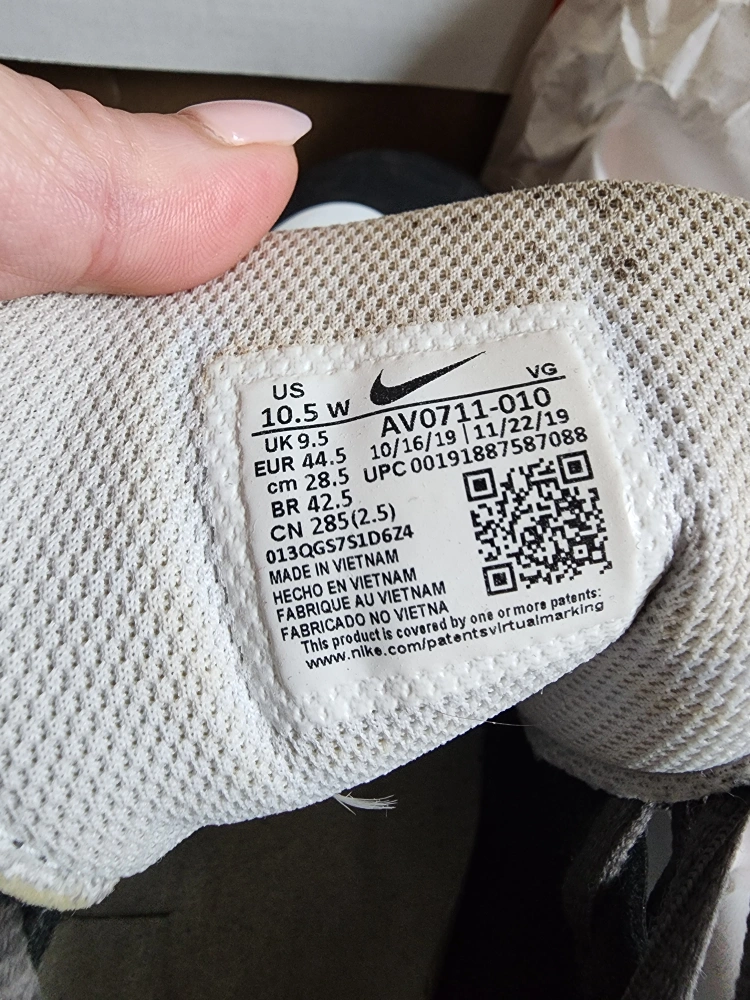 US
10.5 W
VG
UK 9.5
EUR 44.5
cm 28.5
BR 42.5
CN 285(2.5)
AV0711-010
10/16/19 | 11/22/19
UPC 00191887587088
013QGS7S1D6Z4
MADE IN VIETNAM
HECHO EN VIETNAM
FABRIQUE AU VIETNAM
FABRICADO NO VIETNA
This product is covered by one or more patents:
www.nike.com/patentsvirtualmarking